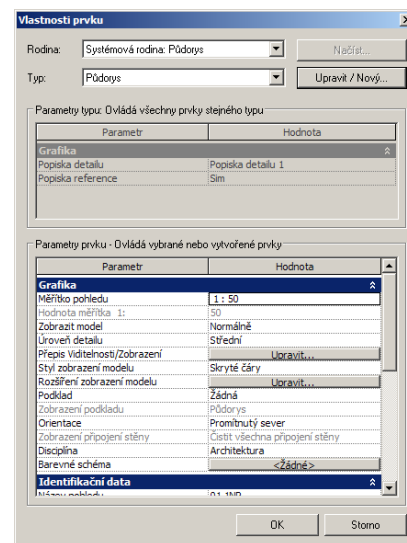 Vlastnosti prvku
Rodina: Systémová rodina: Půdorys Načíst...
Typ: Půdorys Upravit / Nový...
Parametry typu: Ovládá všechny prvky stejného typu
Parametr Hodnota
Grafika
Popiska detailu Popiska detailu 1
Popiska reference Sim
Parametry prvku - Ovládá vybrané nebo vytvořené prvky
Parametr Hodnota
Grafika
Měřítko pohledu 1 : 50
Hodnota měřítka 1: 50
Zobrazit model Normálně
Úroveň detailu Střední
Přepis Viditelnosti/Zobrazení Upravit...
Styl zobrazení modelu Skryté čáry
Rozšíření zobrazení modelu Upravit...
Podklad Žádná
Zobrazení podkladu Půdorys
Orientace Promítnutý sever
Zobrazení připojení stěny Čistit všechna připojení stěny
Disciplína Architektura
Barevné schéma <Žádné>
Identifikační data
Název pohledu 01 1NP
OK Storno